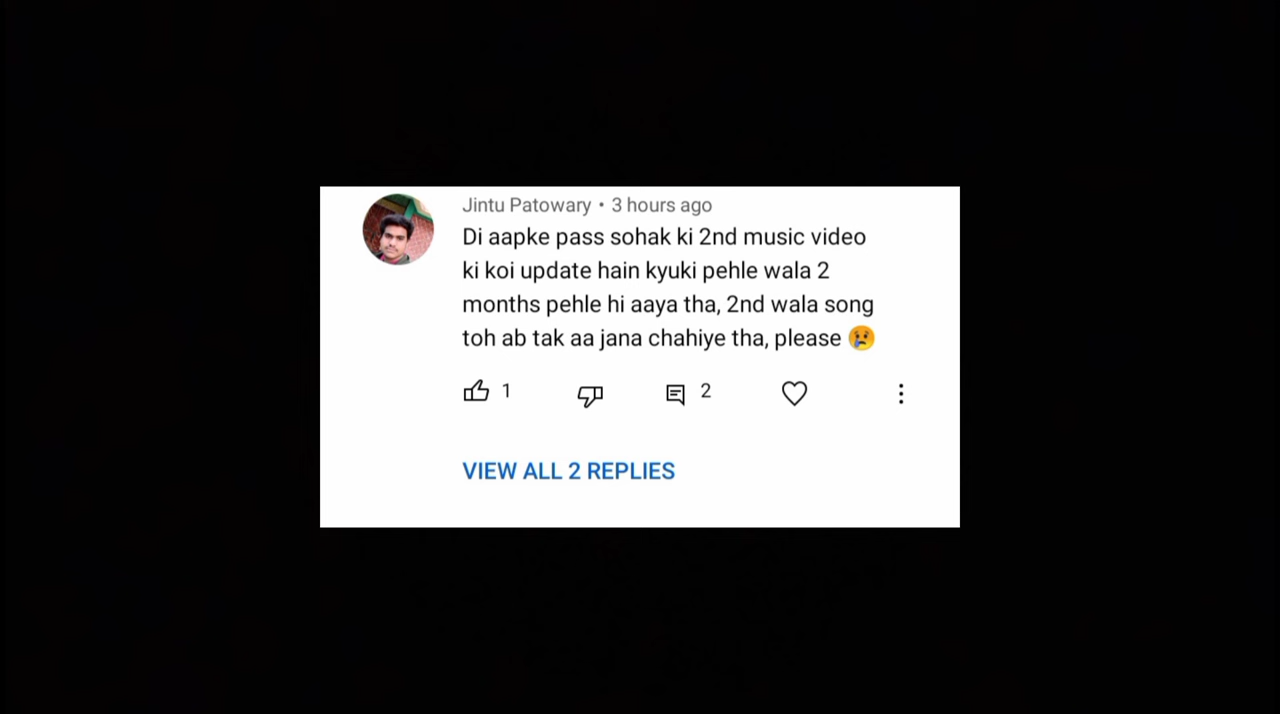 Jintu Patowary • 3 hours ago
Di aapke pass sohak ki 2nd music video
ki koi update hain kyuki pehle wala 2
months pehle hi aaya tha, 2nd wala song
toh ab tak aa jana chahiye tha, please 😢
1 2
VIEW ALL 2 REPLIES